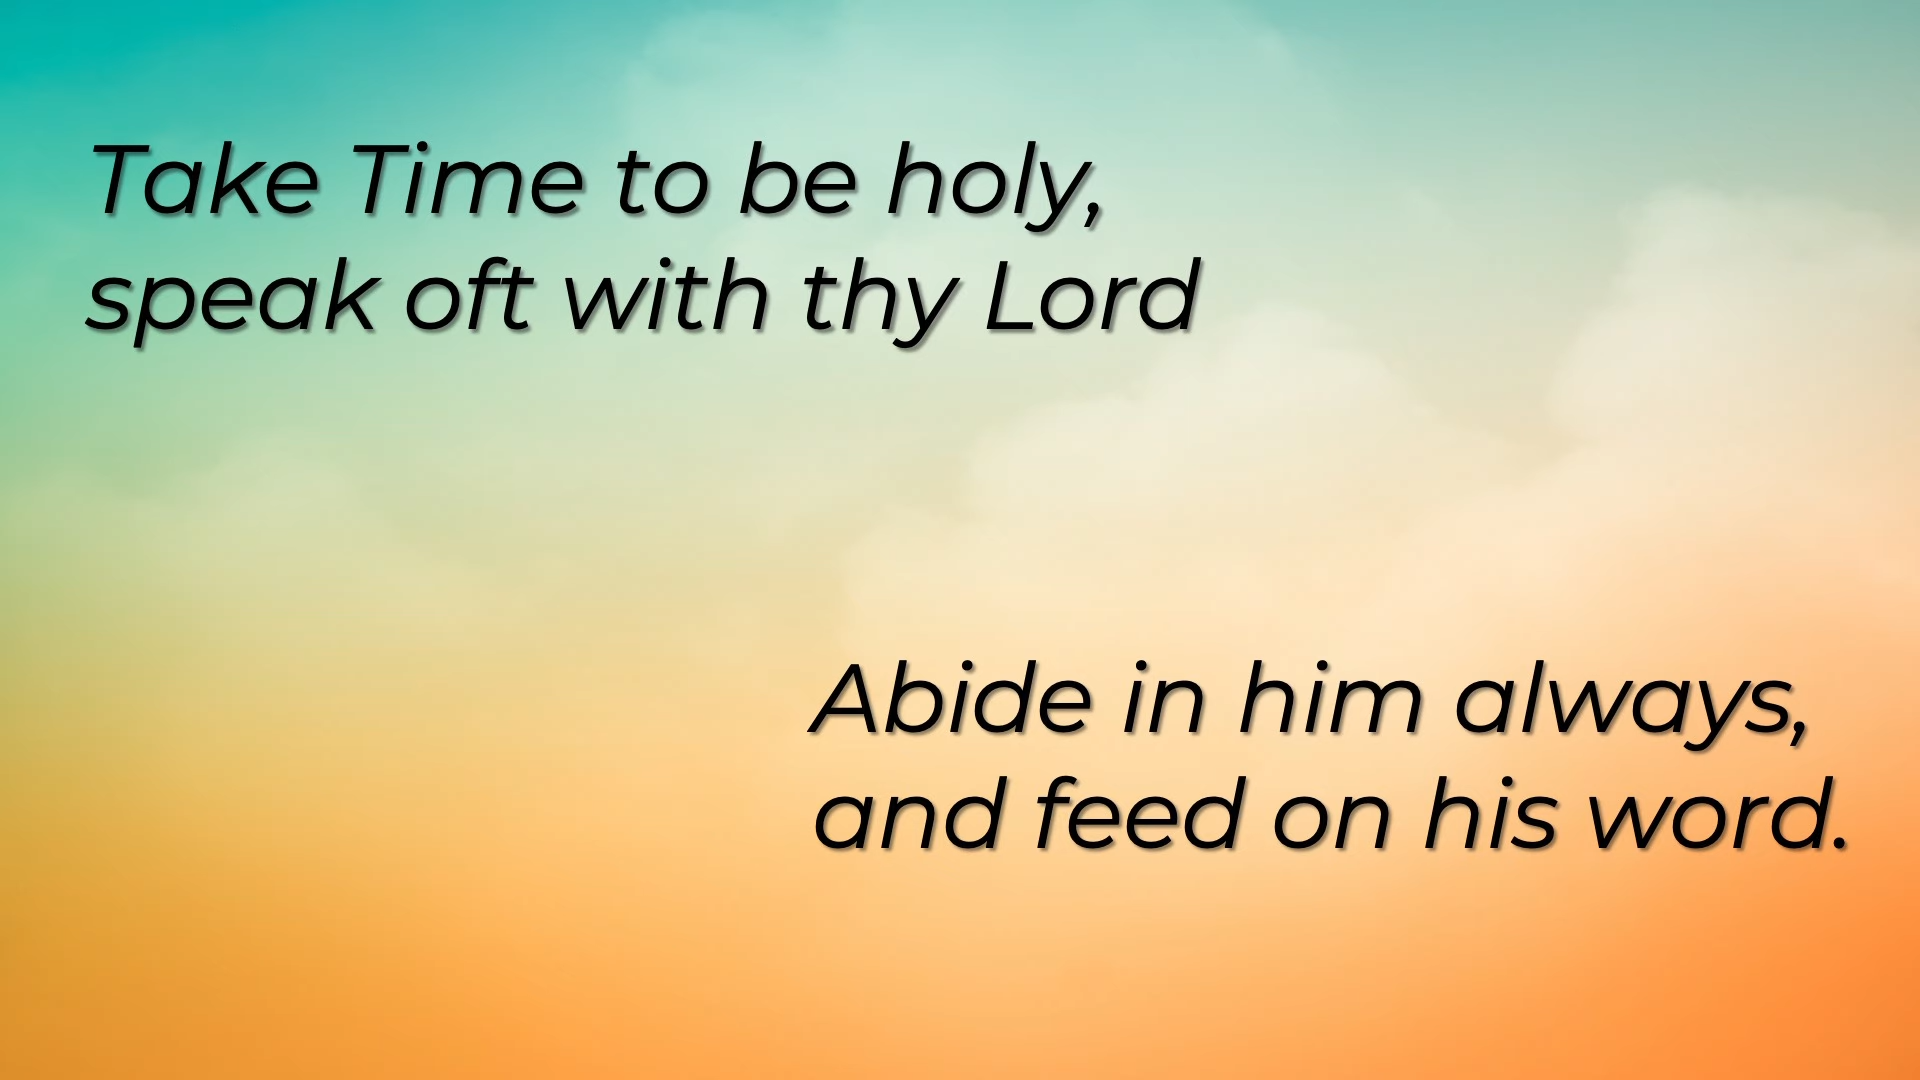 Take Time to be holy,
speak oft with thy Lord
Abide in him always,
and feed on his word.